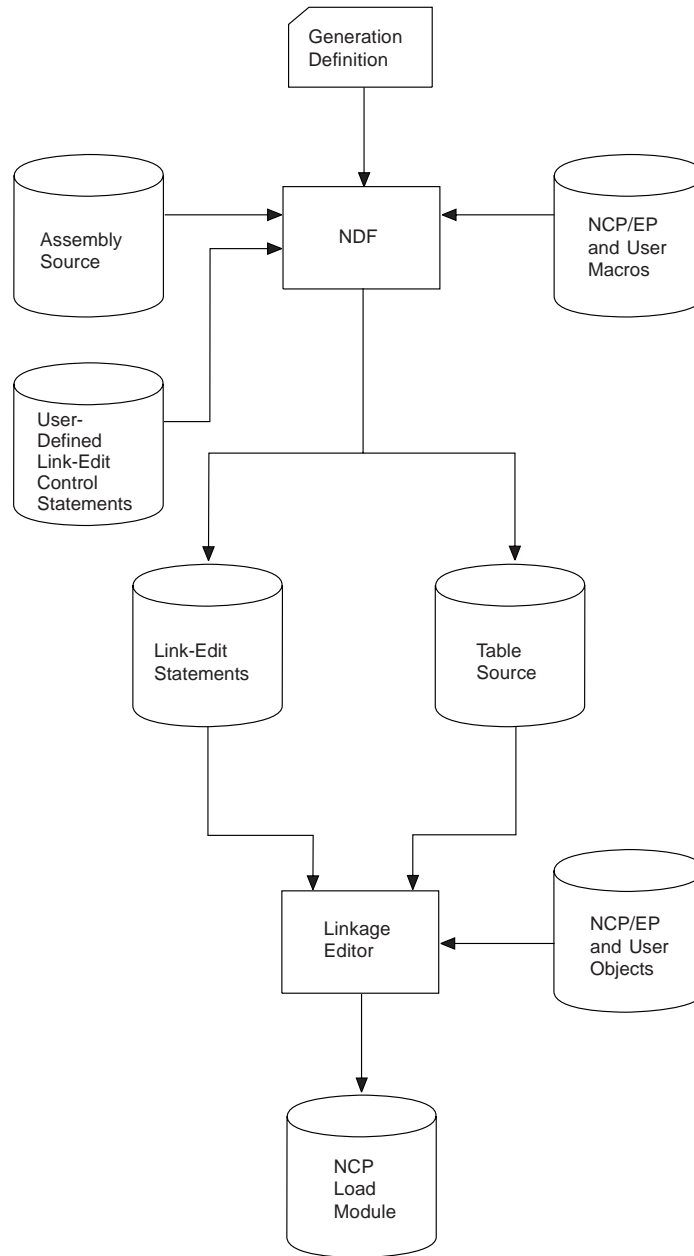 Generation
Definition
Assembly
Source
NDF
NCP/EP
and User
Macros
User-
Defined
Link-Edit
Control
Statements
Link-Edit
Statements
Table
Source
Linkage
Editor
NCP/EP
and User
Objects
NCP
Load
Module